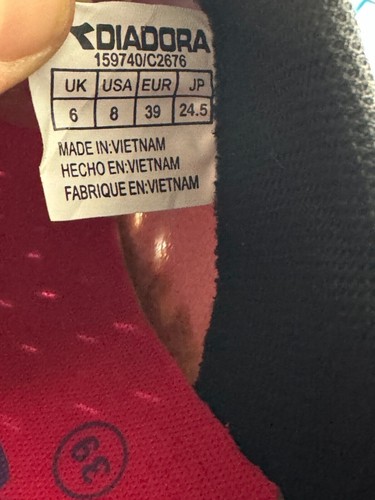 DIADORA
159740/C2676
UK USA EUR JP
6 8 39 24.5
MADE IN:VIETNAM
HECHO EN:VIETNAM
FABRIQUE EN:VIETNAM
39